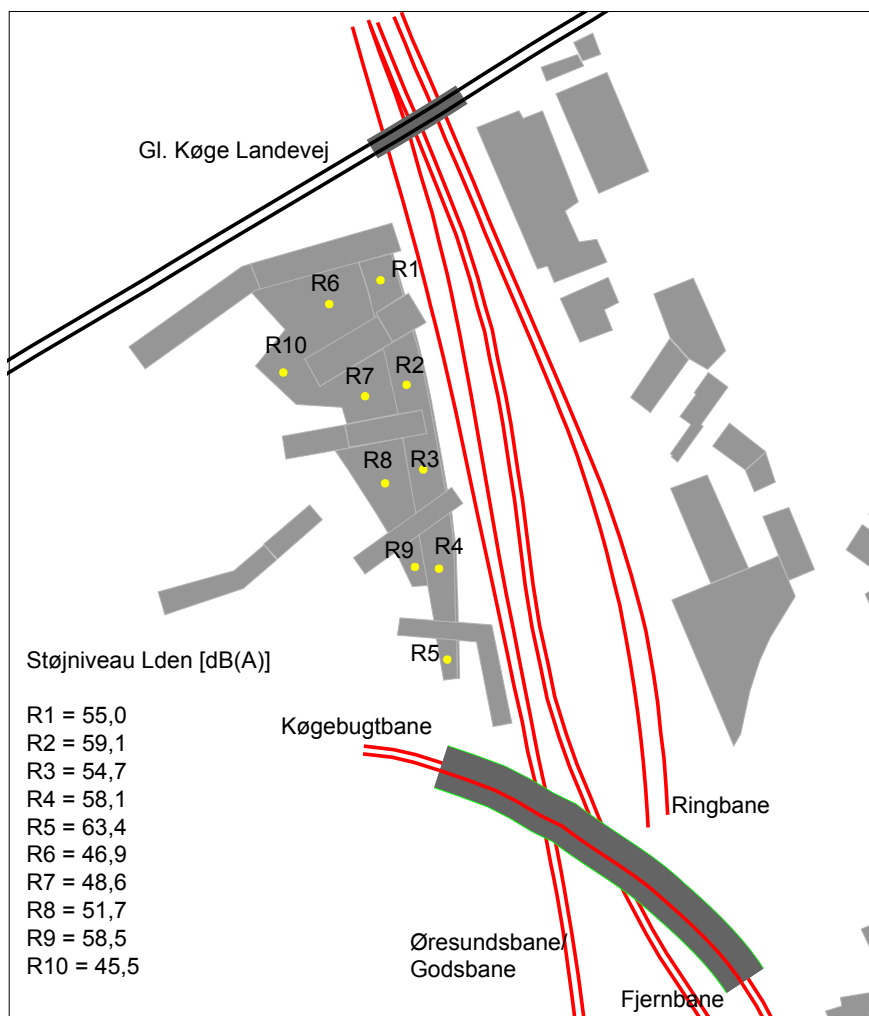 Gl. Køge Landevej
R1
R6
R10
R2
R7
R3
R8
R9
R4
R5
Støjniveau Lden [dB(A)]
R1 = 55,0
R2 = 59,1
R3 = 54,7
R4 = 58,1
R5 = 63,4
R6 = 46,9
R7 = 48,6
R8 = 51,7
R9 = 58,5
R10 = 45,5
Køgebugtbane
Ringbane
Øresundsbane/
Godsbane
Fjernbane